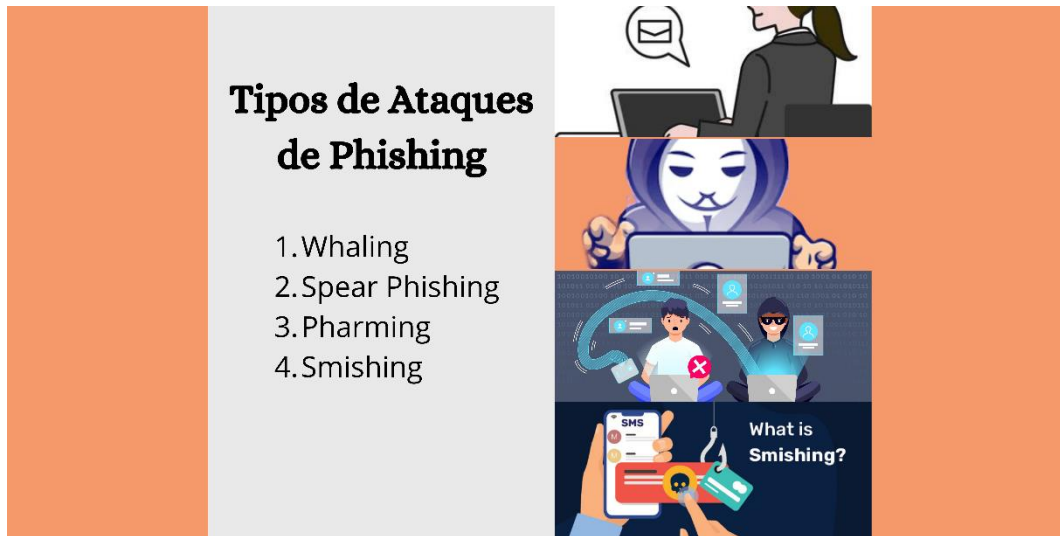 Tipos de Ataques
de Phishing
1. Whaling
2. Spear Phishing
3. Pharming
4. Smishing
SMS
M
M
What is
Smishing?